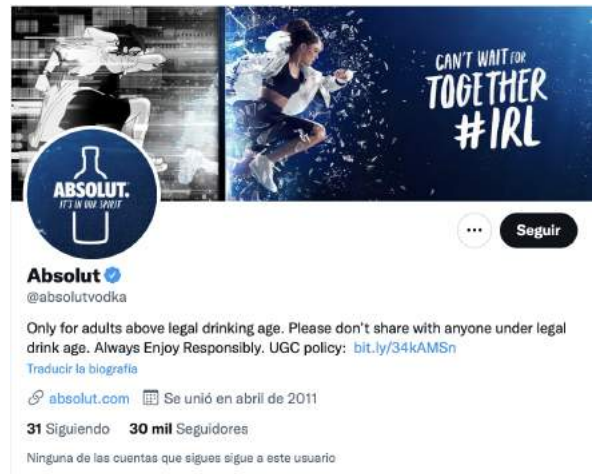 CAN'T WAIT FOR
TOGETHER
#IRL
ABSOLUT.
IT'S IN OUR SPIRIT
Seguir
Absolut
@absolutvodka
Only for adults above legal drinking age. Please don't share with anyone under legal
drink age. Always Enjoy Responsibly. UGC policy: bit.ly/34kAMSn
Traducir la biografía
absolut.com Se unió en abril de 2011
31 Siguiendo 30 mil Seguidores
Ninguna de las cuentas que sigues sigue a este usuario